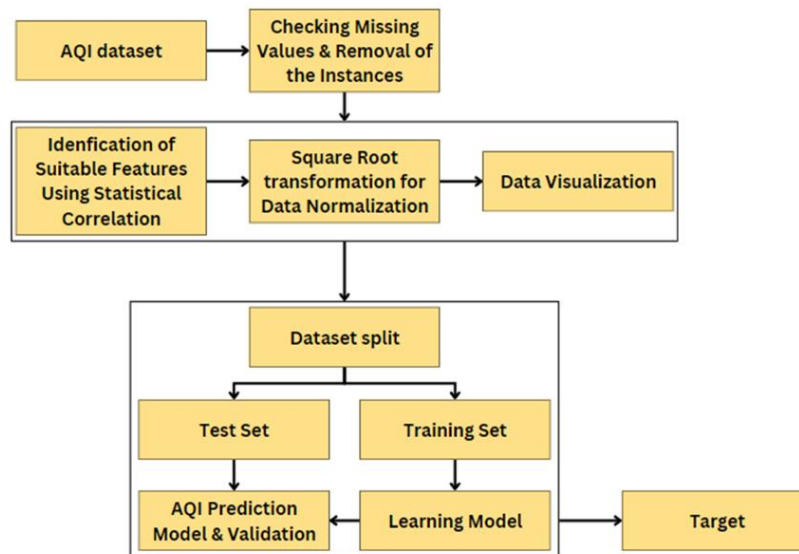 AQI dataset
Checking Missing
Values & Removal of
the Instances
Idenfication of
Suitable Features
Using Statistical
Correlation
Square Root
transformation for
Data Normalization
Data Visualization
Dataset split
Test Set
Training Set
AQI Prediction
Model & Validation
Learning Model
Target